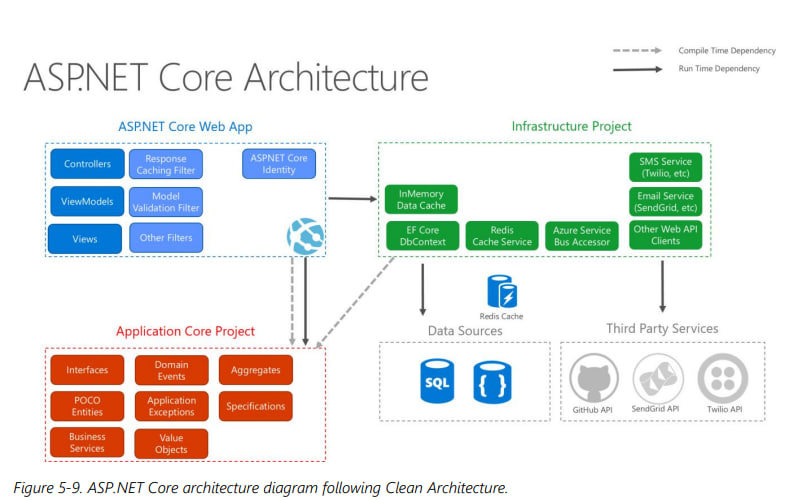 Compile Time Dependency
Run Time Dependency
ASP.NET Core Architecture
ASP.NET Core Web App
Controllers
Response
Caching Filter
ASP.NET Core
Identity
ViewModels
Model
Validation Filter
Views
Other Filters
Infrastructure Project
SMS Service
(Twilio, etc)
InMemory
Data Cache
Email Service
(SendGrid, etc)
EF Core
DbContext
Redis
Cache Service
Azure Service
Bus Accessor
Other Web API
Clients
Redis Cache
Application Core Project
Interfaces
Domain
Events
Aggregates
POCO
Entities
Application
Exceptions
Specifications
Business
Services
Value
Objects
Data Sources
SQL
{ }
Third Party Services
GitHub API
SendGrid API
Twilio API
Figure 5-9. ASP.NET Core architecture diagram following Clean Architecture.